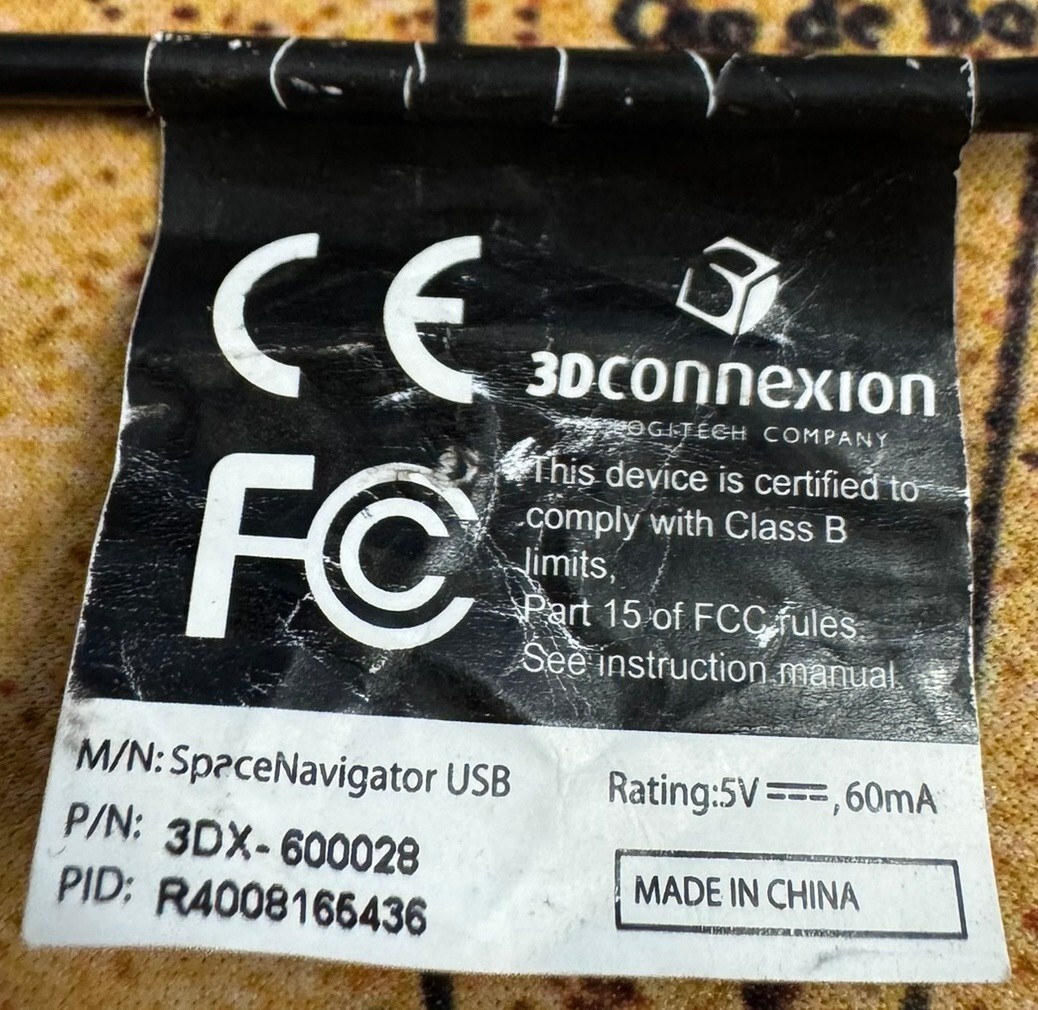 CE
3Dconnexion
LOGITECH COMPANY
FC
This device is certified to
comply with Class B
limits,
Part 15 of FCC rules
See instruction manual
M/N: SpaceNavigator USB
Rating:5V⎓, 60mA
P/N: 3DX-600028
PID: R4008165436
MADE IN CHINA